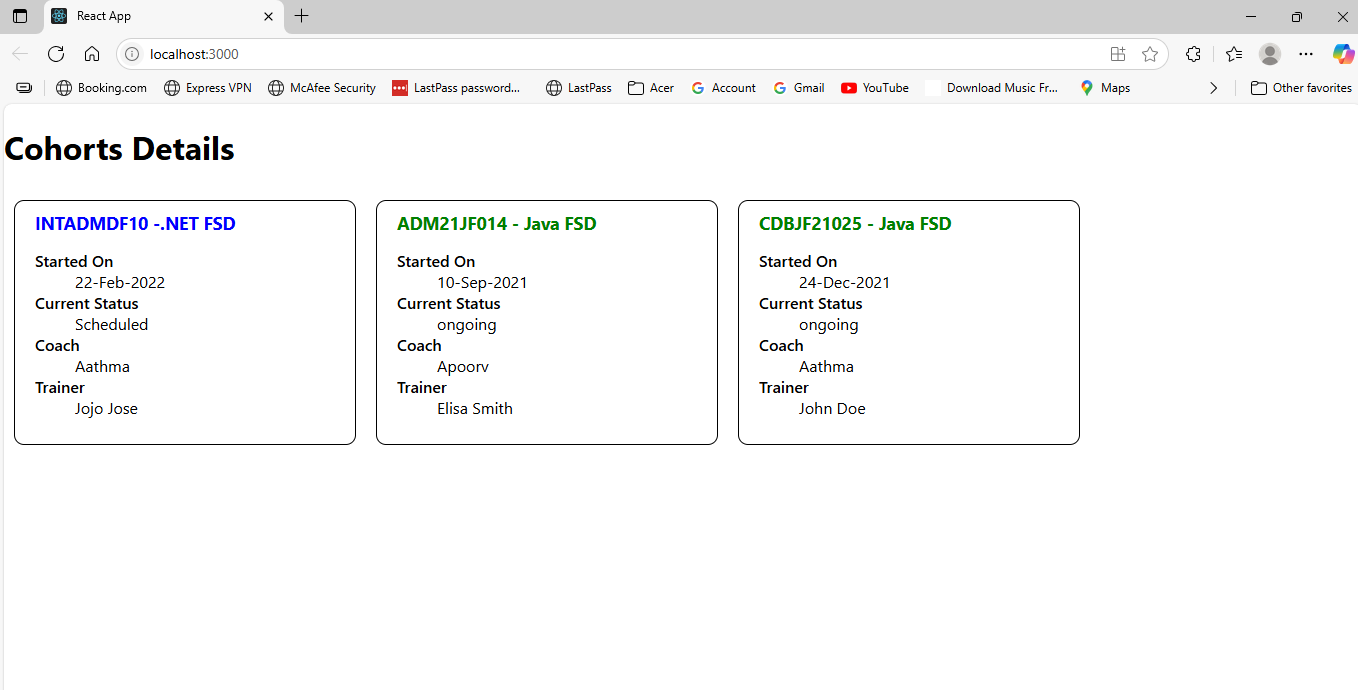 React App
localhost:3000
Booking.com Express VPN McAfee Security LastPass password... LastPass Acer Account Gmail YouTube Download Music Fr... Maps Other favorites
Cohorts Details
INTADMDF10 -.NET FSD
Started On
22-Feb-2022
Current Status
Scheduled
Coach
Aathma
Trainer
Jojo Jose
ADM21JF014 - Java FSD
Started On
10-Sep-2021
Current Status
ongoing
Coach
Apoorv
Trainer
Elisa Smith
CDBJF21025 - Java FSD
Started On
24-Dec-2021
Current Status
ongoing
Coach
Aathma
Trainer
John Doe